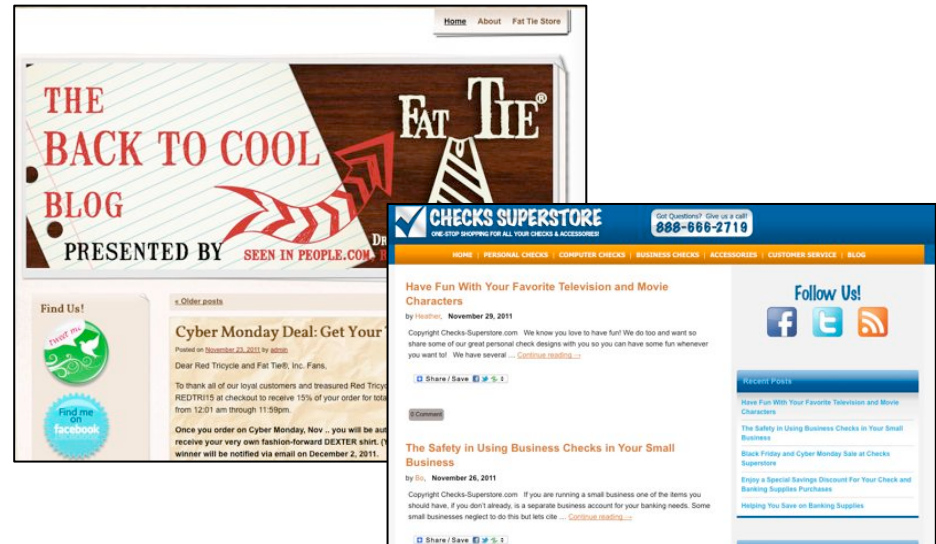 Home About Fat Tie Store
THE
BACK TO COOL
BLOG
PRESENTED BY
FAT TIE®
SEEN IN PEOPLE.COM,
Find Us!
Tweet me
Find me
on
facebook
« Older posts
Cyber Monday Deal: Get Your
Posted on November 23, 2011 by admin
Dear Red Tricycle and Fat Tie®, Inc. Fans,
To thank all of our loyal customers and treasured Red
REDTRI15 at checkout to receive 15% of your order for
from 12:01 am through 11:59pm.
Once you order on Cyber Monday, Nov .. you will be
receive your very own fashion-forward DEXTER shirt.
winner will be notified via email on December 2, 2011.
CHECKS SUPERSTORE
ONE-STOP SHOPPING FOR ALL YOUR CHECKS & ACCESSORIES!
Got Questions? Give us a call!
888-666-2719
HOME | PERSONAL CHECKS | COMPUTER CHECKS | BUSINESS CHECKS | ACCESSORIES | CUSTOMER SERVICE | BLOG
Have Fun With Your Favorite Television and Movie
Characters
by Heather, November 29, 2011
Copyright Checks-Superstore.com We know you love to have fun! We do too and want so
share some of our great personal check designs with you so you can have some fun whenever
you want to! We have several ... Continue reading →
Share / Save
0 Comment
The Safety in Using Business Checks in Your Small
Business
by Bo, November 26, 2011
Copyright Checks-Superstore.com If you are running a small business one of the items you
should have, if you don't already, is a separate business account for your banking needs. Some
small businesses neglect to do this but lets cite ... Continue reading →
Share / Save
Follow Us!
Recent Posts
Have Fun With Your Favorite Television and Movie
Characters
The Safety in Using Business Checks in Your Small
Business
Black Friday and Cyber Monday Sale at Checks
Superstore
Enjoy a Special Savings Discount For Your Check and
Banking Supplies Purchases
Helping You Save on Banking Supplies